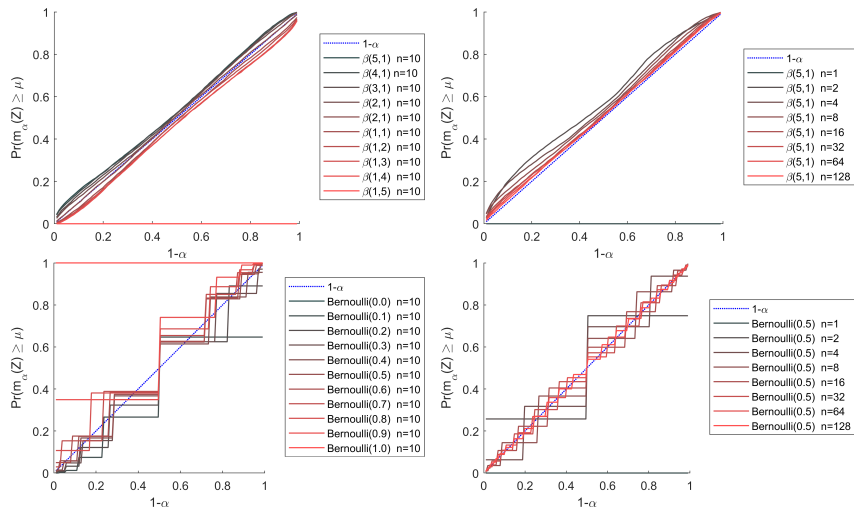 1
0.8
0.6
0.4
0.2
0
0
0.2
0.4
0.6
0.8
1
1-α
Pr(m_α(Z) ≥ μ)
1-α
β(5,1) n=10
β(4,1) n=10
β(3,1) n=10
β(2,1) n=10
β(2,1) n=10
β(1,1) n=10
β(1,2) n=10
β(1,3) n=10
β(1,4) n=10
β(1,5) n=10
1
0.8
0.6
0.4
0.2
0
0
0.2
0.4
0.6
0.8
1
1-α
Pr(m_α(Z) ≥ μ)
1-α
β(5,1) n=1
β(5,1) n=2
β(5,1) n=4
β(5,1) n=8
β(5,1) n=16
β(5,1) n=32
β(5,1) n=64
β(5,1) n=128
1
0.8
0.6
0.4
0.2
0
0
0.2
0.4
0.6
0.8
1
1-α
Pr(m_α(Z) ≥ μ)
1-α
Bernoulli(0.0) n=10
Bernoulli(0.1) n=10
Bernoulli(0.2) n=10
Bernoulli(0.3) n=10
Bernoulli(0.4) n=10
Bernoulli(0.5) n=10
Bernoulli(0.6) n=10
Bernoulli(0.7) n=10
Bernoulli(0.8) n=10
Bernoulli(0.9) n=10
Bernoulli(1.0) n=10
1
0.8
0.6
0.4
0.2
0
0
0.2
0.4
0.6
0.8
1
1-α
Pr(m_α(Z) ≥ μ)
1-α
Bernoulli(0.5) n=1
Bernoulli(0.5) n=2
Bernoulli(0.5) n=4
Bernoulli(0.5) n=8
Bernoulli(0.5) n=16
Bernoulli(0.5) n=32
Bernoulli(0.5) n=64
Bernoulli(0.5) n=128